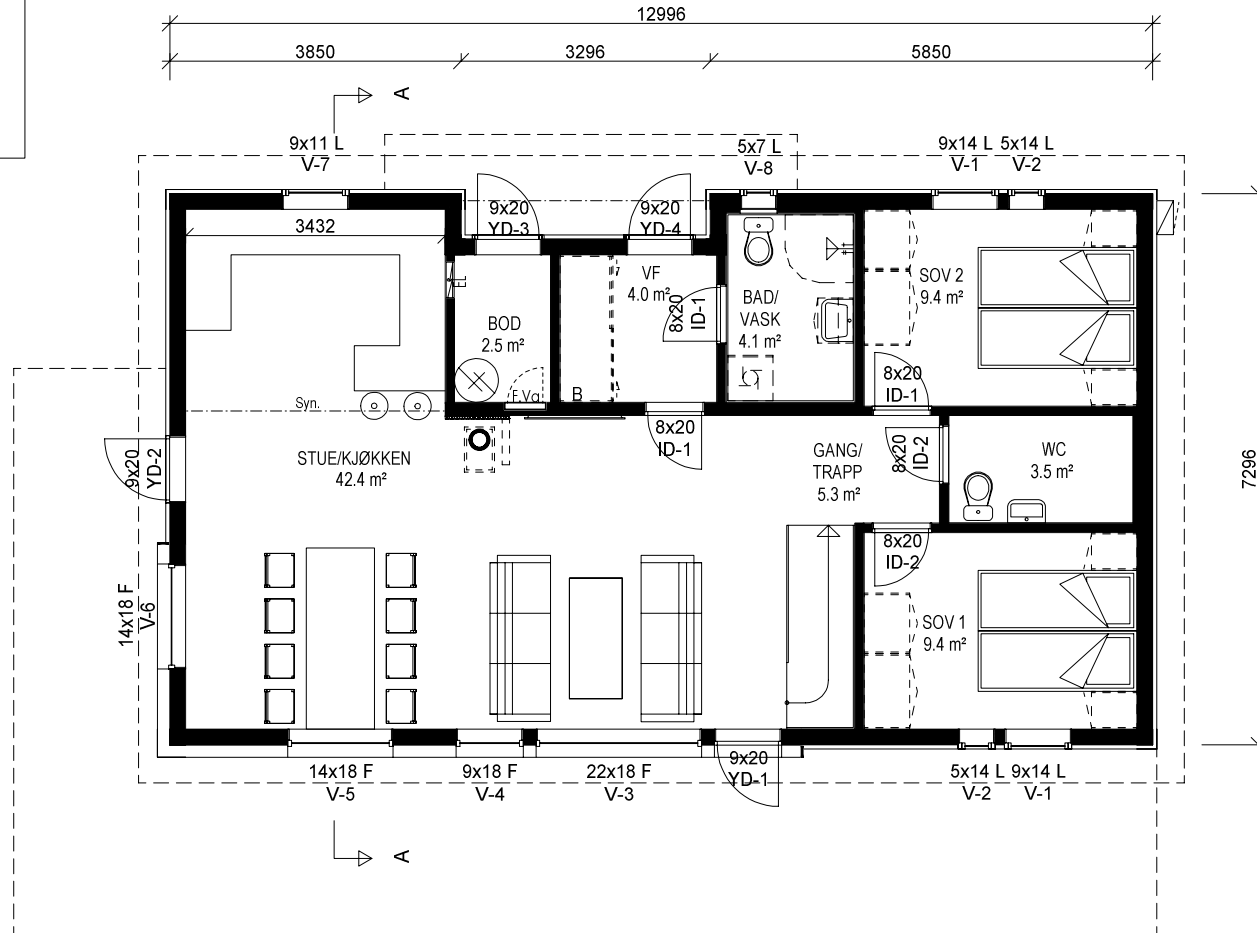 12996
3850
3296
5850
A
9x11 L
V-7
5x7 L
V-8
9x14 L
V-1
5x14 L
V-2
9x20
YD-3
9x20
YD-4
3432
EL
BOD
2.5 m²
F.Vg
VF
4.0 m²
B
8x20
ID-1
BAD/
VASK
4.1 m²
SOV 2
9.4 m²
8x20
ID-1
Syn.
STUE/KJØKKEN
42.4 m²
8x20
ID-1
GANG/
TRAPP
5.3 m²
8x20
ID-2
WC
3.5 m²
7296
9x20
YD-2
8x20
ID-2
SOV 1
9.4 m²
14x18 F
V-6
14x18 F
V-5
9x18 F
V-4
22x18 F
V-3
9x20
YD-1
5x14 L
V-2
9x14 L
V-1
A